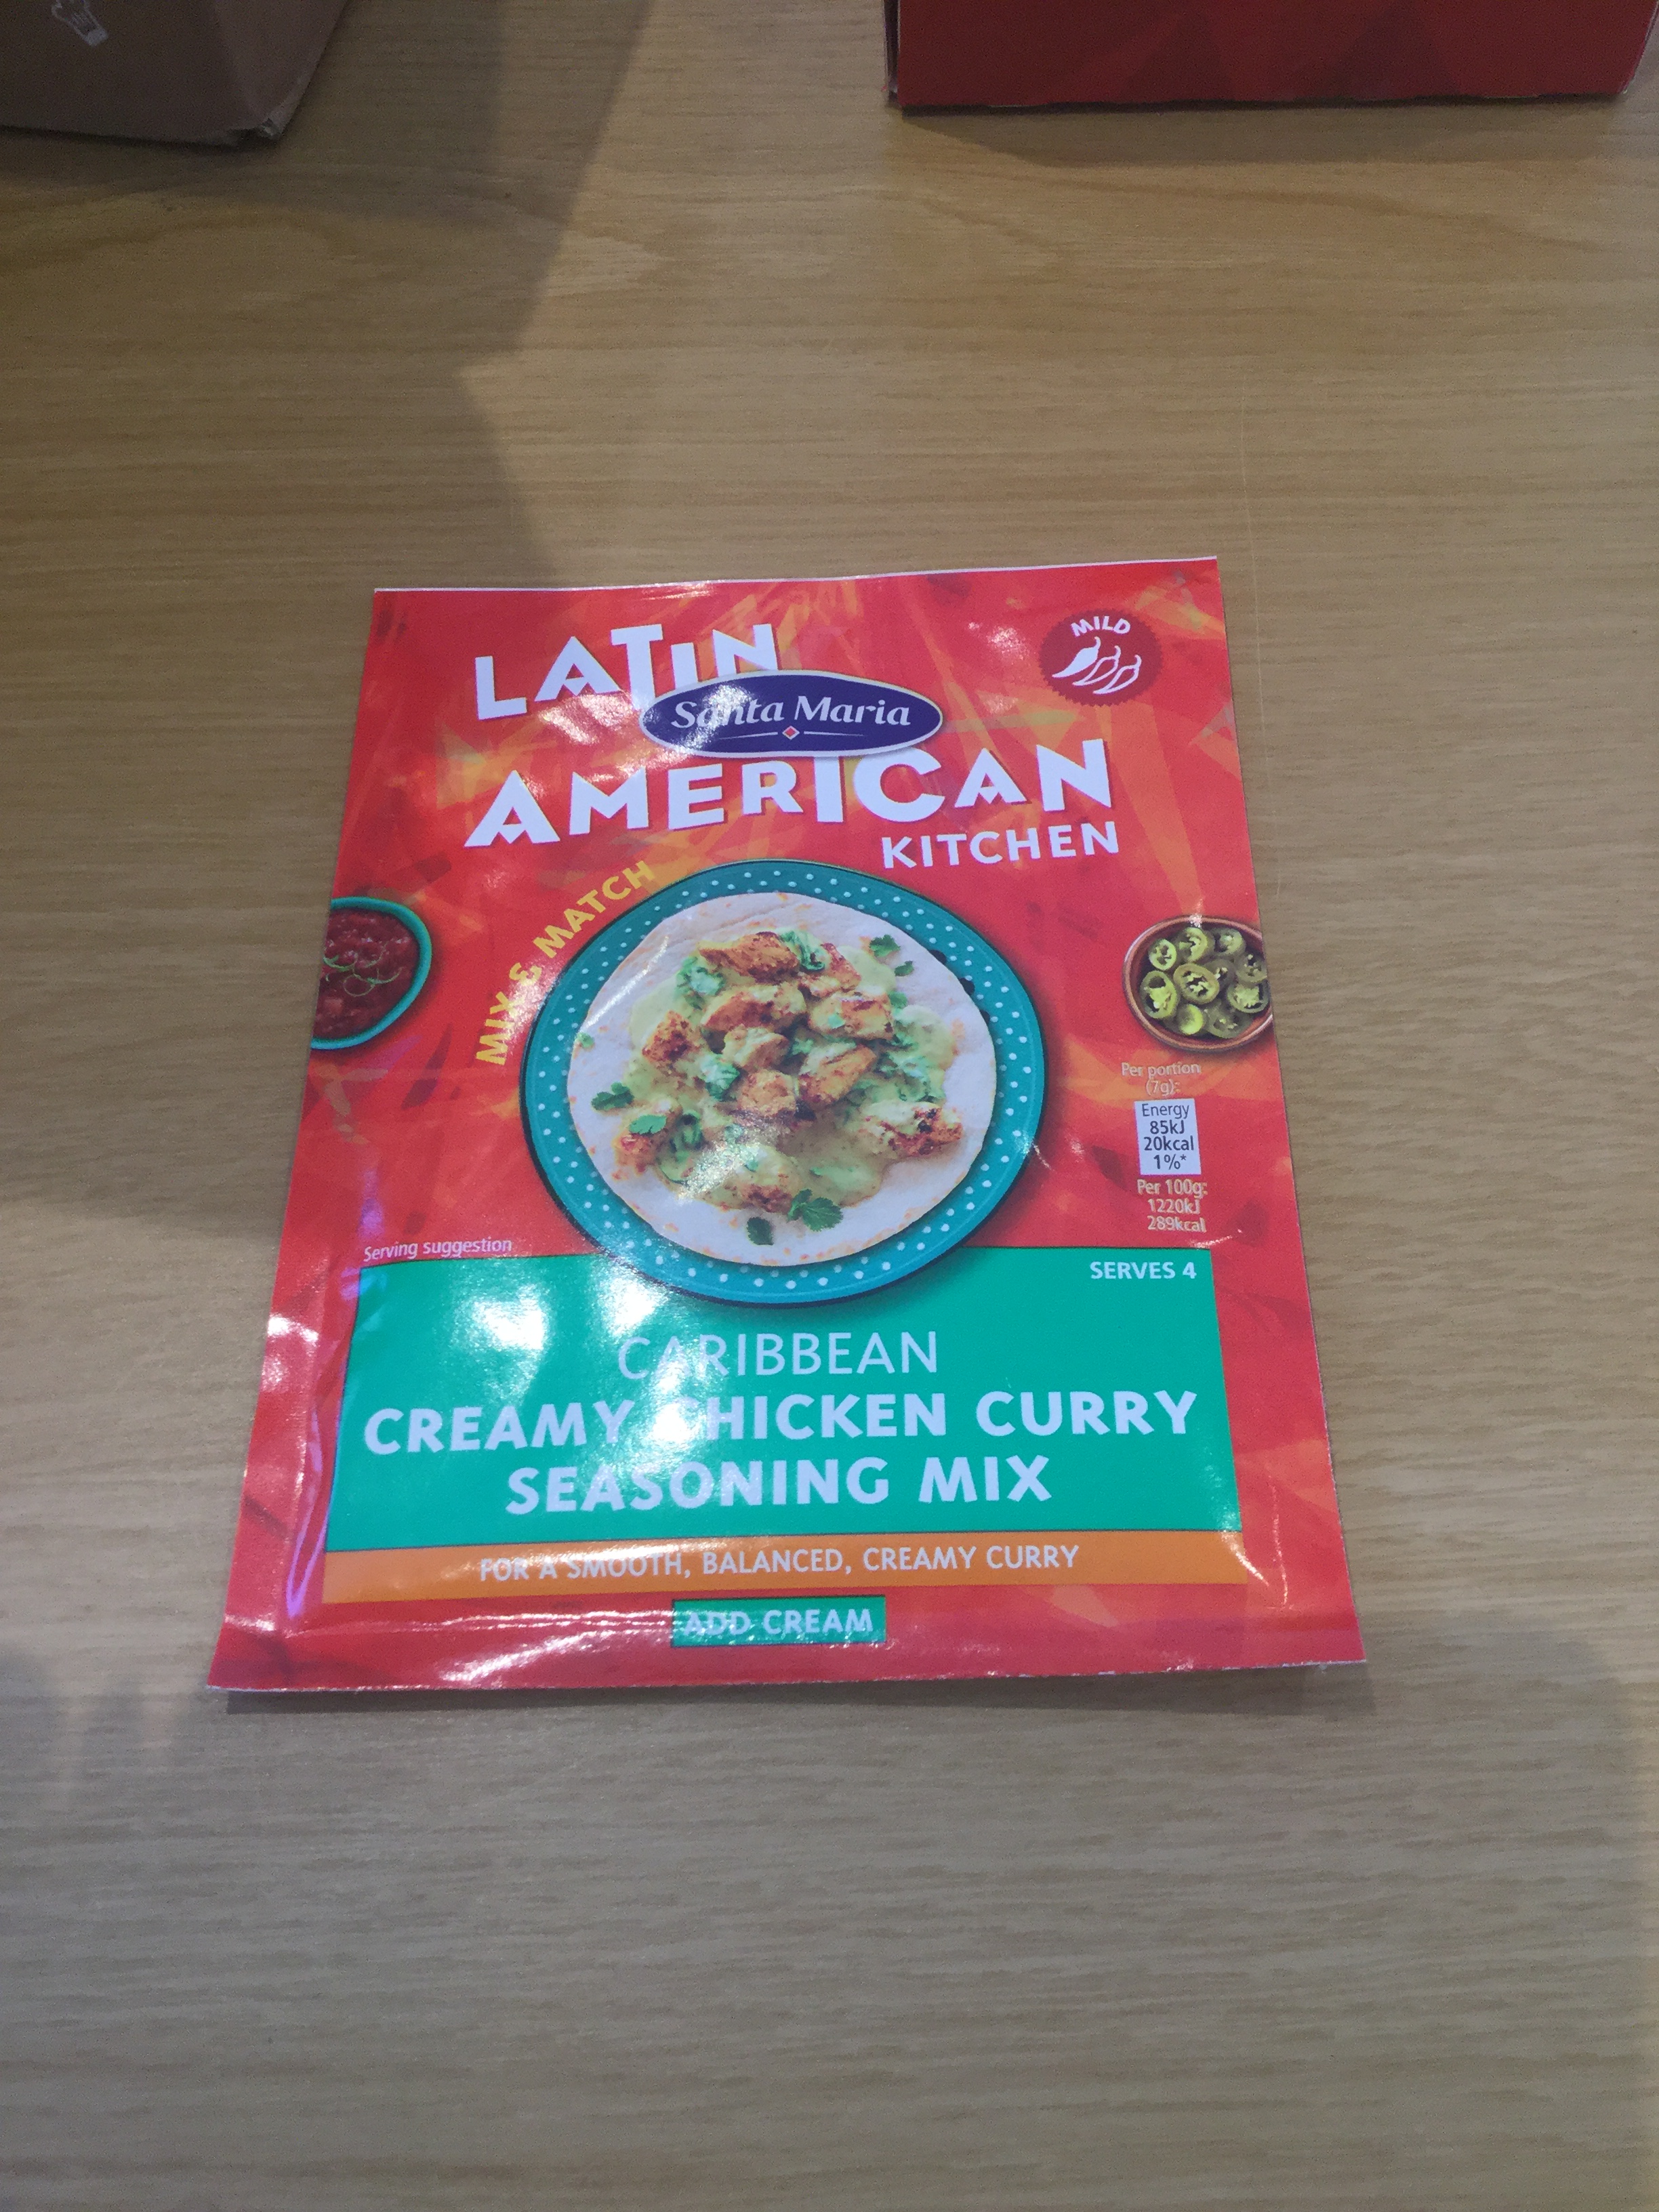 LATIN
MILD
Santa Maria
AMERICAN
KITCHEN
MIX & MATCH
Per portion
(7g):
Energy
85kJ
20kcal
1%*
Per 100g:
1220kJ
289kcal
Serving suggestion
SERVES 4
CARIBBEAN
CREAMY CHICKEN CURRY
SEASONING MIX
FOR A SMOOTH, BALANCED, CREAMY CURRY
ADD CREAM